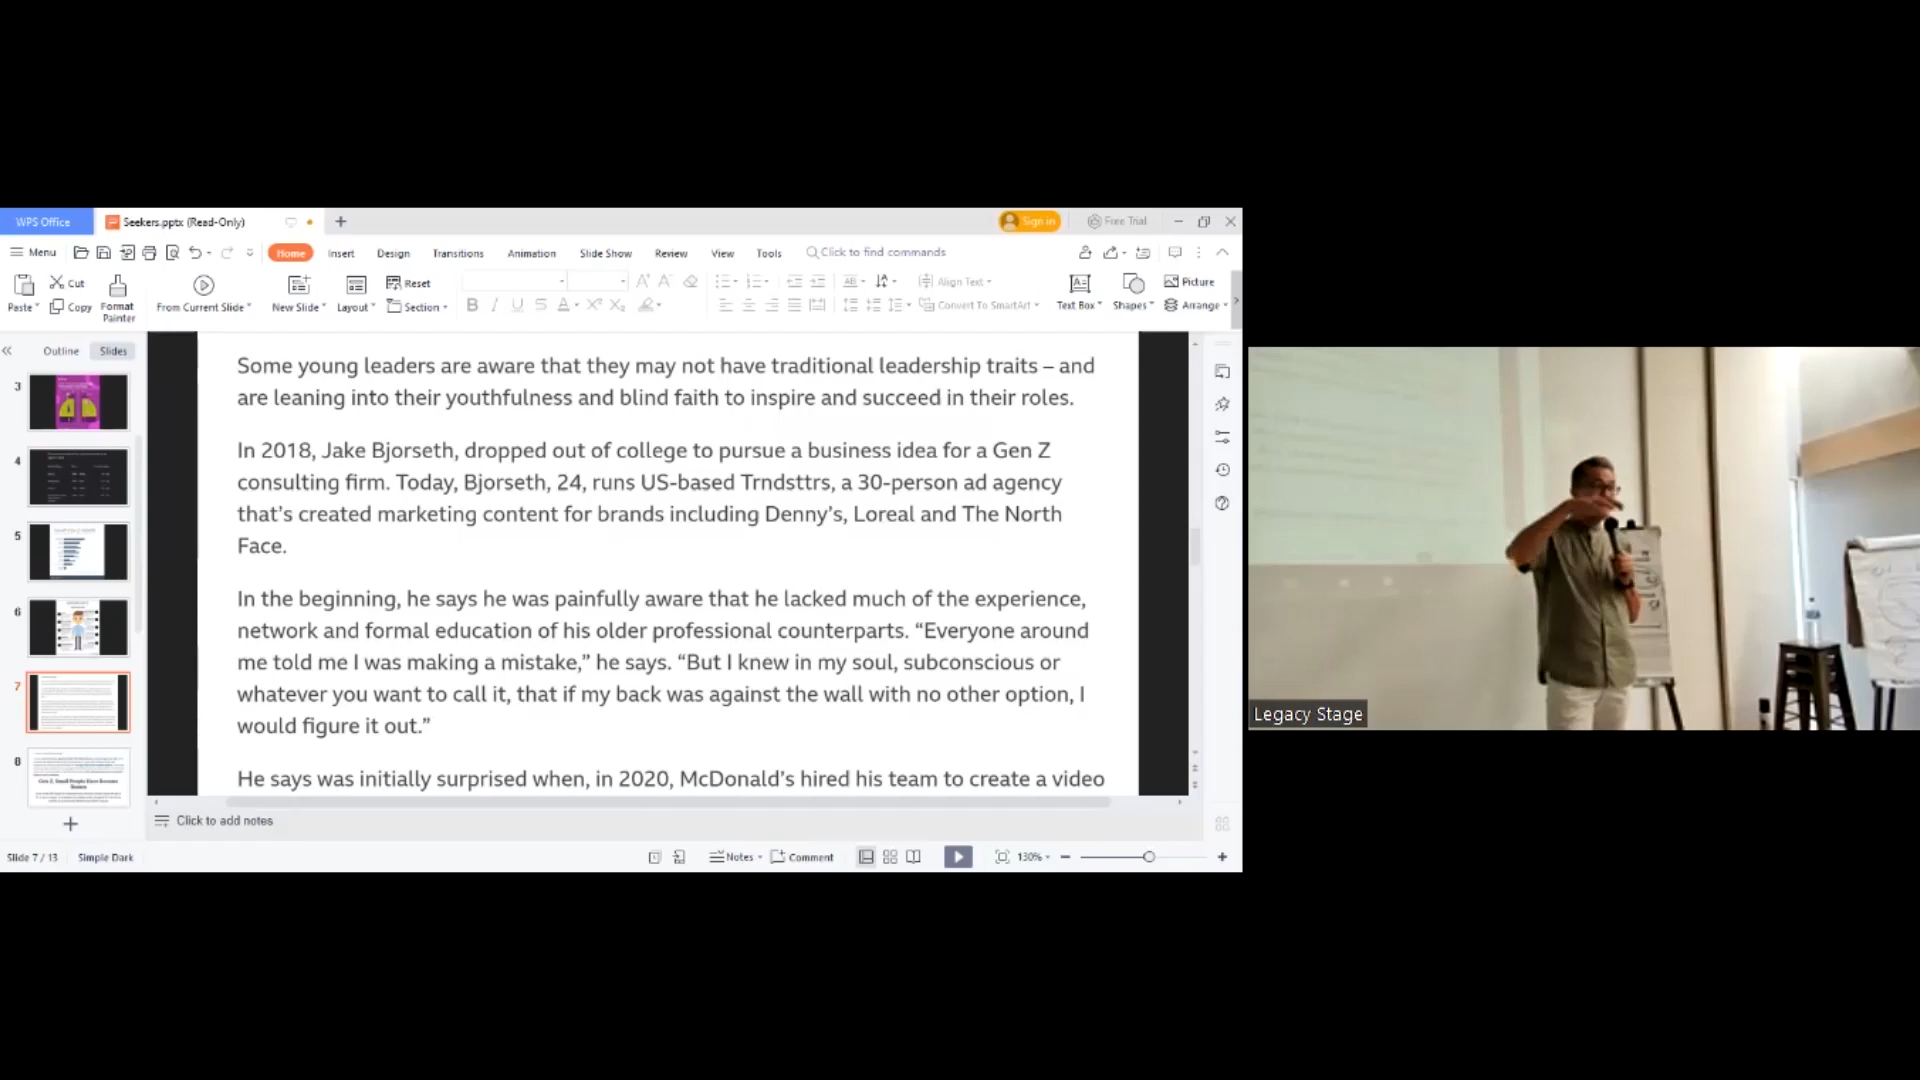 WPS Office
Seekers.pptx (Read-Only)
Sign in
Free Trial
Menu
Home
Insert
Design
Transitions
Animation
Slide Show
Review
View
Tools
Click to find commands
Paste
Cut
Copy
Format
Painter
From Current Slide
New Slide
Layout
Reset
Section
Align Text
Convert To SmartArt
Text Box
Shapes
Picture
Arrange
Outline
Slides
3
4
5
6
7
8
Some young leaders are aware that they may not have traditional leadership traits – and
are leaning into their youthfulness and blind faith to inspire and succeed in their roles.
In 2018, Jake Bjorseth, dropped out of college to pursue a business idea for a Gen Z
consulting firm. Today, Bjorseth, 24, runs US-based Trndsttrs, a 30-person ad agency
that's created marketing content for brands including Denny's, Loreal and The North
Face.
In the beginning, he says he was painfully aware that he lacked much of the experience,
network and formal education of his older professional counterparts. “Everyone around
me told me I was making a mistake,” he says. “But I knew in my soul, subconscious or
whatever you want to call it, that if my back was against the wall with no other option, I
would figure it out.”
He says was initially surprised when, in 2020, McDonald's hired his team to create a video
Click to add notes
Slide 7 / 13
Simple Dark
Notes
Comment
130%
Legacy Stage